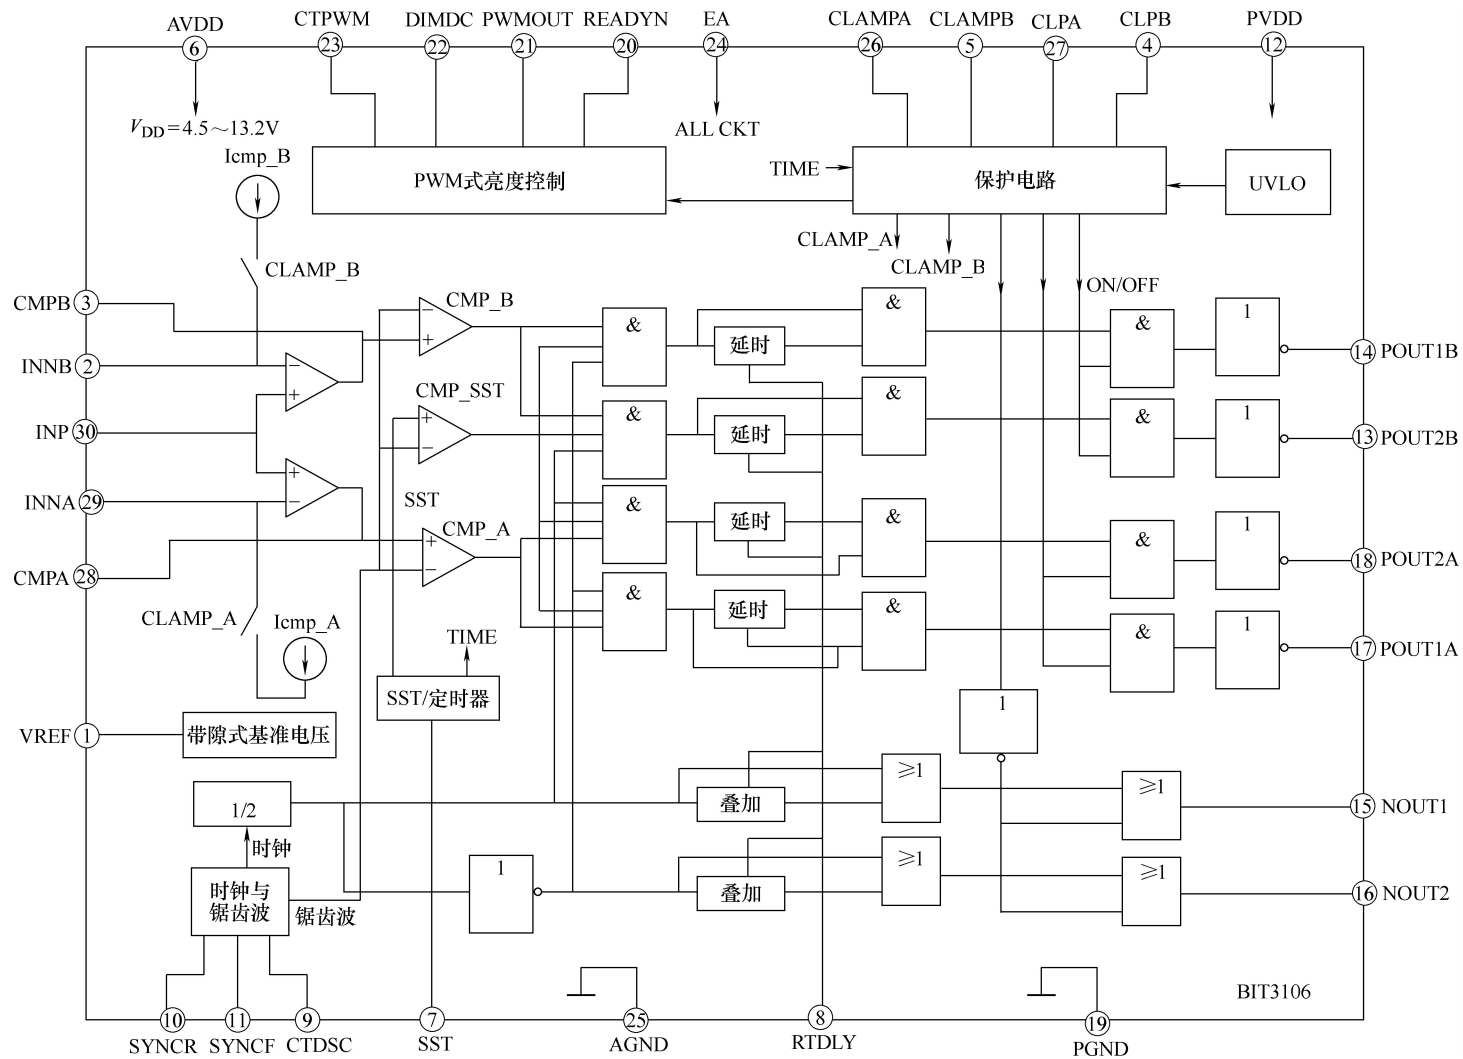 AVDD
CTPWM
DIMDC
PWMOUT
READYN
EA
CLAMPA
CLAMPB
CLPA
CLPB
PVDD
6
23
22
21
20
24
26
5
27
4
12
V_DD=4.5～13.2V
ALL CKT
Icmp_B
PWM式亮度控制
TIME
保护电路
UVLO
CLAMP_A
CLAMP_B
CLAMP_B
ON/OFF
CMPB
3
CMP_B
−
+
&
延时
&
&
1
14
POUT1B
INNB
2
−
+
CMP_SST
+
−
&
延时
&
&
1
13
POUT2B
INP
30
+
−
INNA
29
SST
CMP_A
+
−
&
延时
&
&
1
18
POUT2A
CMPA
28
CLAMP_A
Icmp_A
TIME
&
延时
&
&
1
17
POUT1A
SST/定时器
VREF
1
带隙式基准电压
1
1/2
叠加
≥1
≥1
15
NOUT1
时钟
时钟与
锯齿波
锯齿波
1
叠加
≥1
≥1
16
NOUT2
BIT3106
10
11
9
7
25
8
19
SYNCR
SYNCF
CTDSC
SST
AGND
RTDLY
PGND